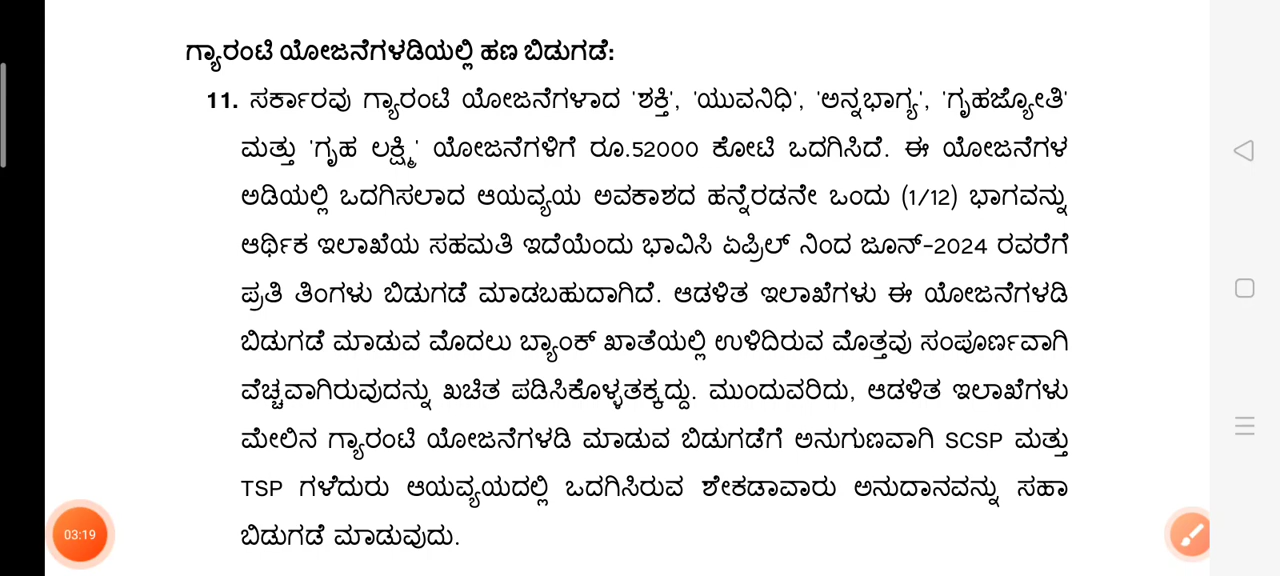 ಗ್ಯಾರಂಟಿ ಯೋಜನೆಗಳಡಿಯಲ್ಲಿ ಹಣ ಬಿಡುಗಡೆ:
11. ಸರ್ಕಾರವು ಗ್ಯಾರಂಟಿ ಯೋಜನೆಗಳಾದ 'ಶಕ್ತಿ', 'ಯುವನಿಧಿ', 'ಅನ್ನಭಾಗ್ಯ', 'ಗೃಹಜ್ಯೋತಿ'
ಮತ್ತು 'ಗೃಹ ಲಕ್ಷ್ಮಿ' ಯೋಜನೆಗಳಿಗೆ ರೂ.52000 ಕೋಟಿ ಒದಗಿಸಿದೆ. ಈ ಯೋಜನೆಗಳ
ಅಡಿಯಲ್ಲಿ ಒದಗಿಸಲಾದ ಆಯವ್ಯಯ ಅವಕಾಶದ ಹನ್ನೆರಡನೇ ಒಂದು (1/12) ಭಾಗವನ್ನು
ಆರ್ಥಿಕ ಇಲಾಖೆಯ ಸಹಮತಿ ಇದೆಯೆಂದು ಭಾವಿಸಿ ಏಪ್ರಿಲ್ ನಿಂದ ಜೂನ್-2024 ರವರೆಗೆ
ಪ್ರತಿ ತಿಂಗಳು ಬಿಡುಗಡೆ ಮಾಡಬಹುದಾಗಿದೆ. ಆಡಳಿತ ಇಲಾಖೆಗಳು ಈ ಯೋಜನೆಗಳಡಿ
ಬಿಡುಗಡೆ ಮಾಡುವ ಮೊದಲು ಬ್ಯಾಂಕ್ ಖಾತೆಯಲ್ಲಿ ಉಳಿದಿರುವ ಮೊತ್ತವು ಸಂಪೂರ್ಣವಾಗಿ
ವೆಚ್ಚವಾಗಿರುವುದನ್ನು ಖಚಿತ ಪಡಿಸಿಕೊಳ್ಳತಕ್ಕದ್ದು. ಮುಂದುವರಿದು, ಆಡಳಿತ ಇಲಾಖೆಗಳು
ಮೇಲಿನ ಗ್ಯಾರಂಟಿ ಯೋಜನೆಗಳಡಿ ಮಾಡುವ ಬಿಡುಗಡೆಗೆ ಅನುಗುಣವಾಗಿ SCSP ಮತ್ತು
TSP ಗಳೆದುರು ಆಯವ್ಯಯದಲ್ಲಿ ಒದಗಿಸಿರುವ ಶೇಕಡಾವಾರು ಅನುದಾನವನ್ನು ಸಹಾ
ಬಿಡುಗಡೆ ಮಾಡುವುದು.
03:19